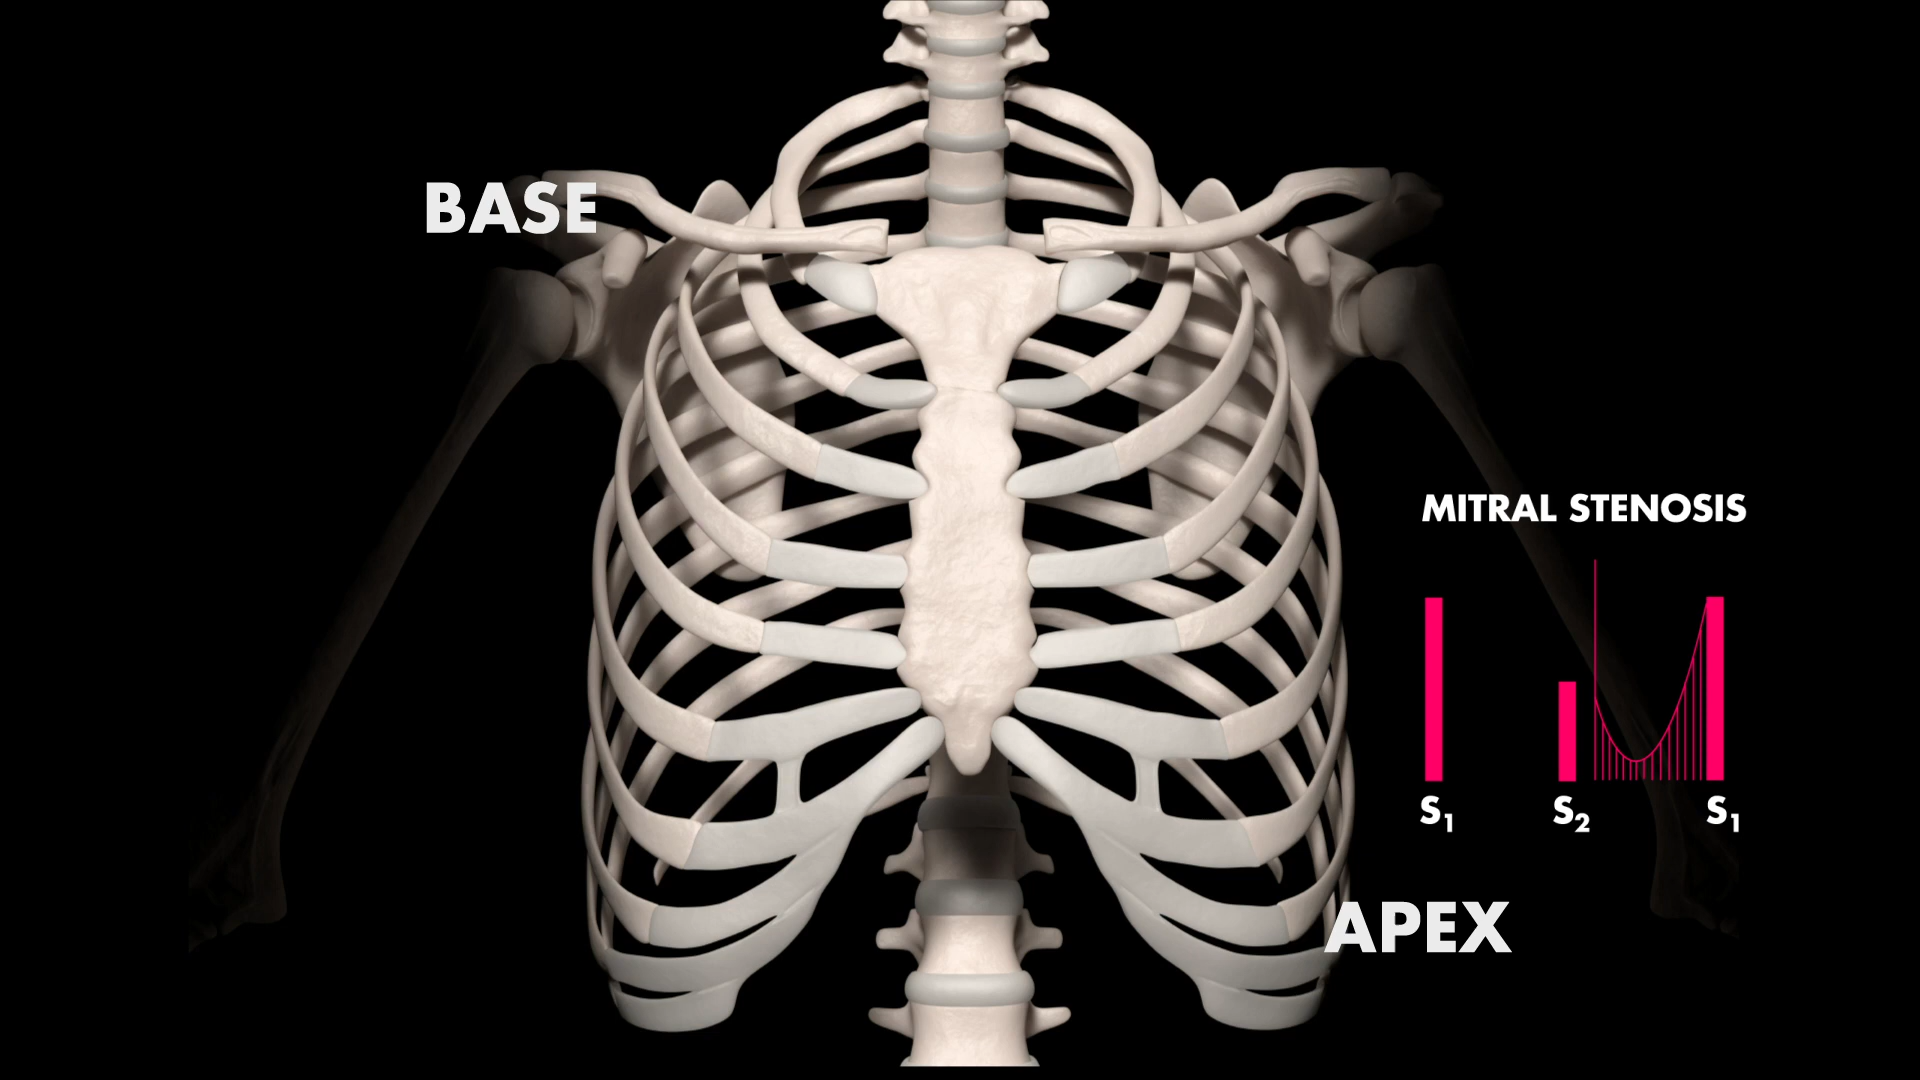 BASE
MITRAL STENOSIS
S₁ S₂ S₁
APEX